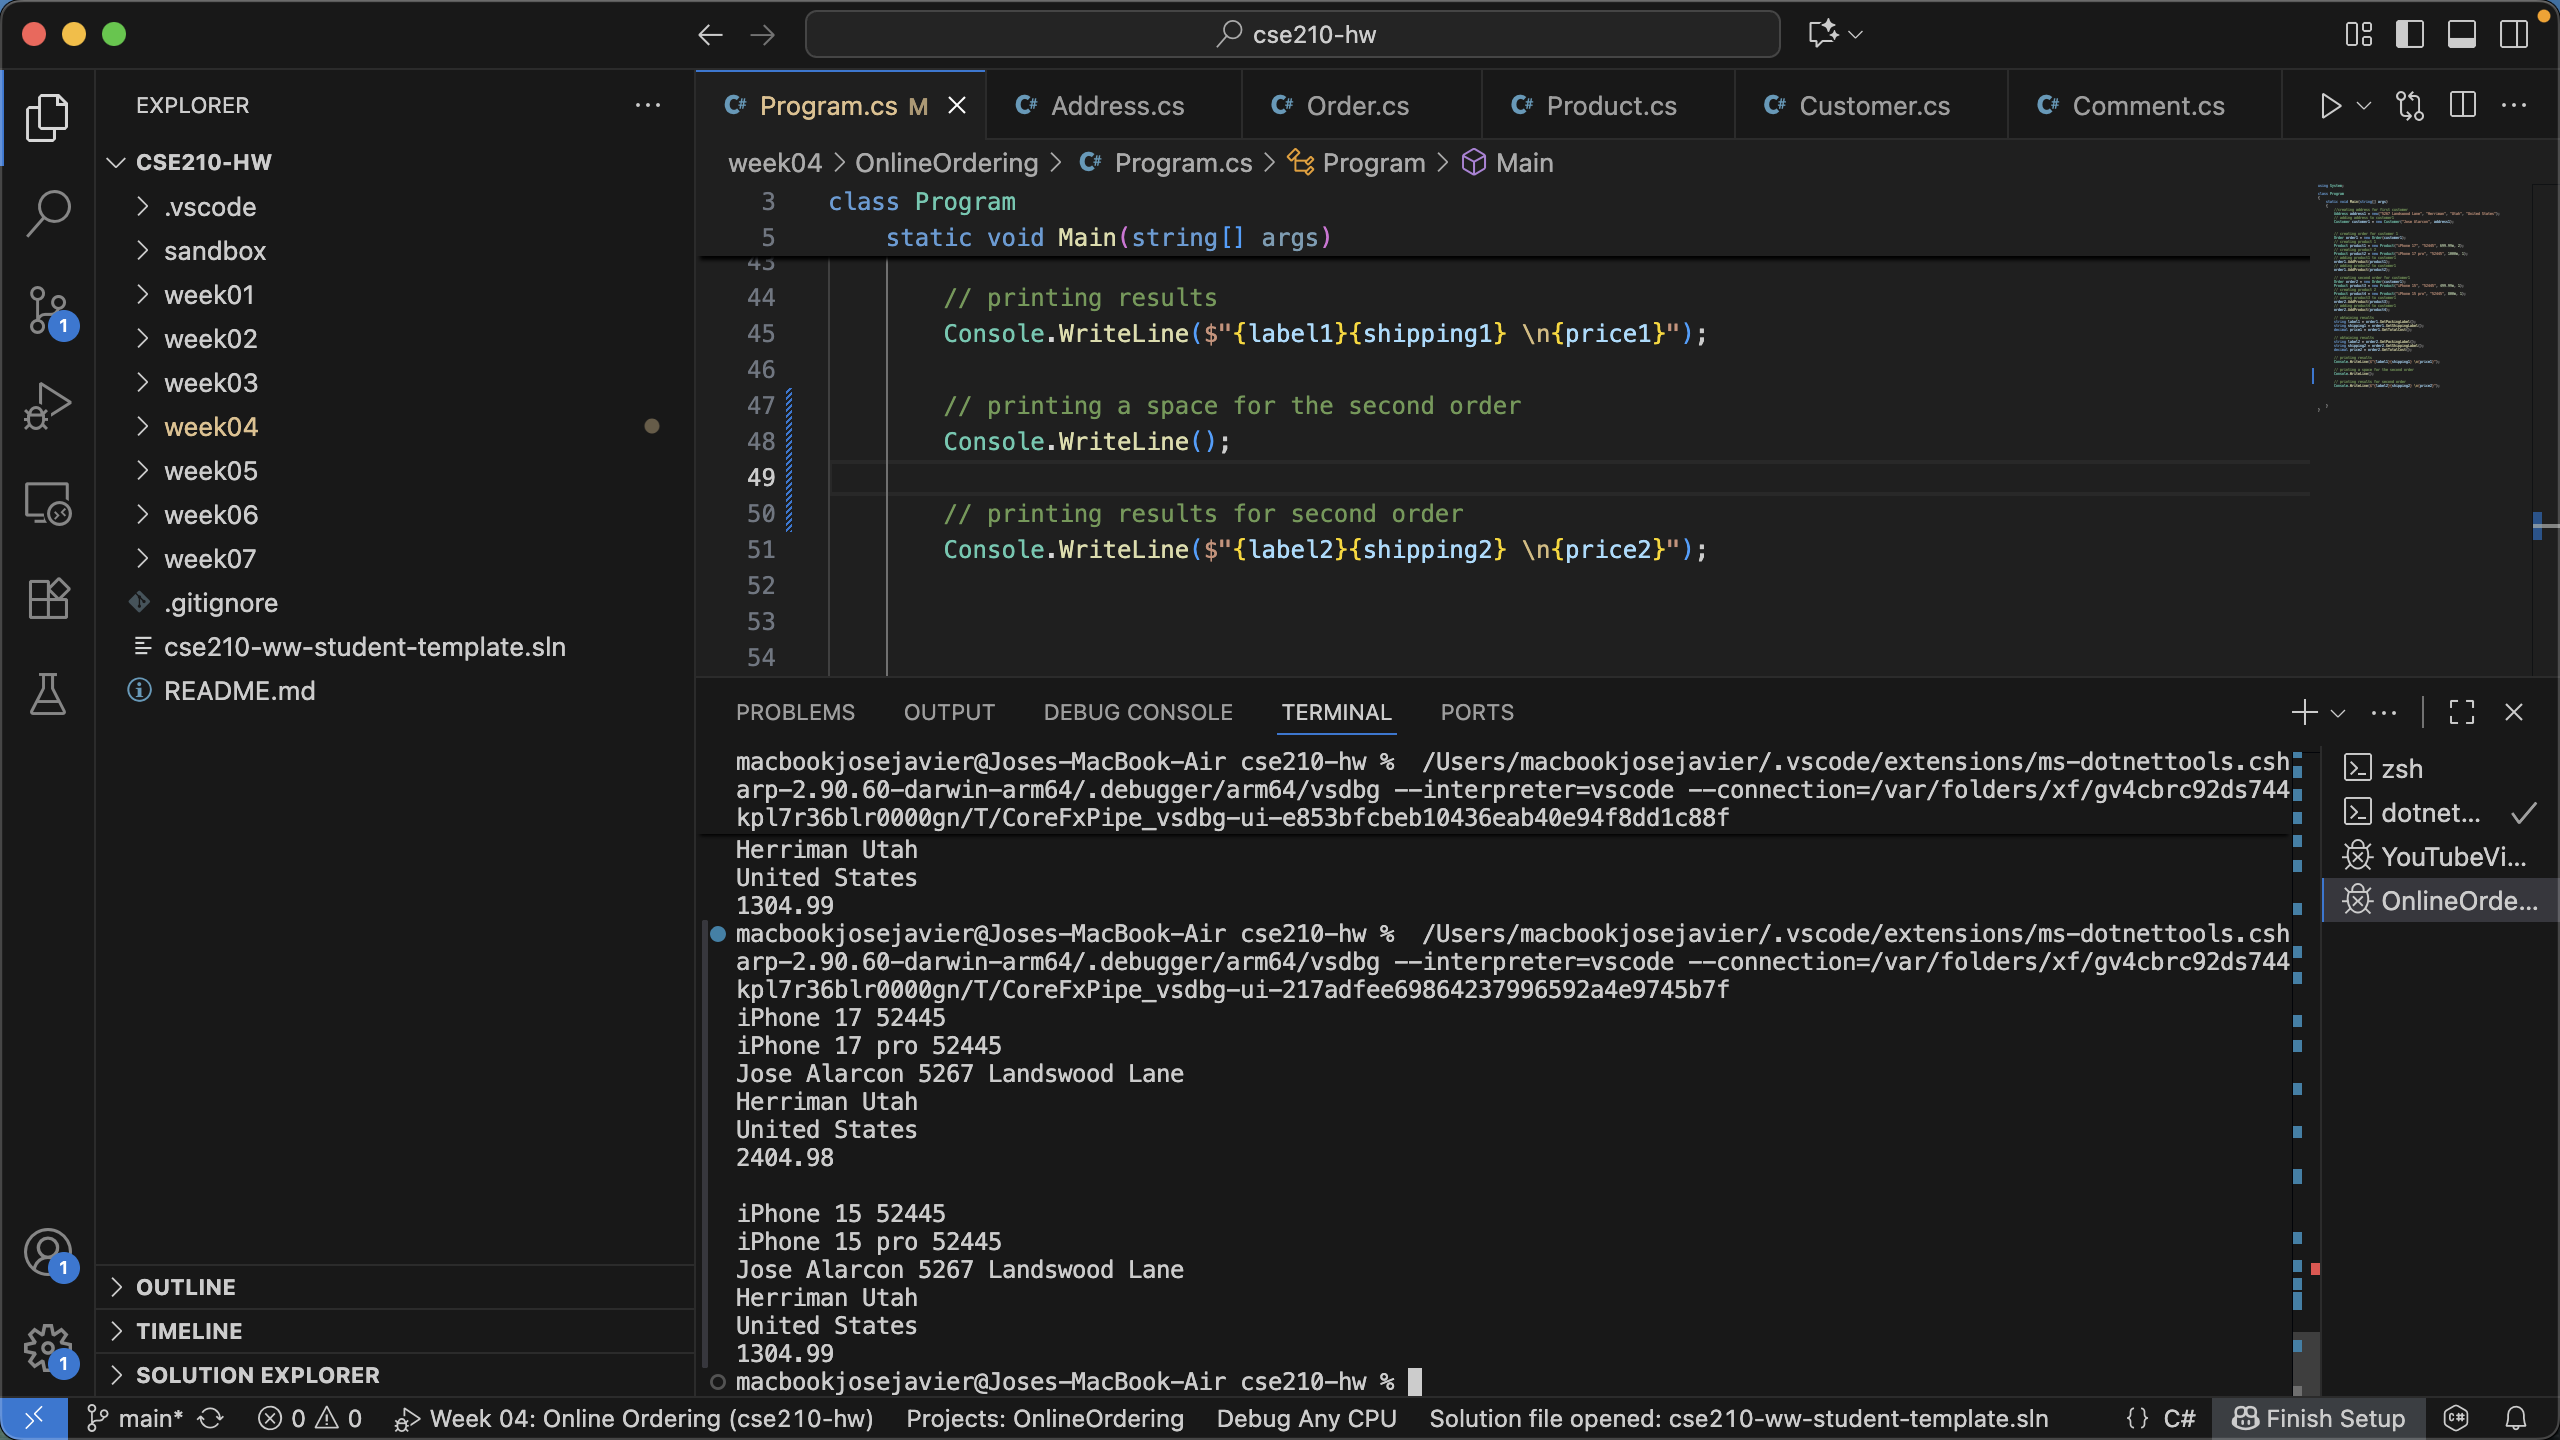 cse210-hw
EXPLORER
CSE210-HW
.vscode
sandbox
week01
week02
week03
week04
week05
week06
week07
.gitignore
cse210-ww-student-template.sln
README.md
OUTLINE
TIMELINE
SOLUTION EXPLORER
1
1
1
Program.cs M
Address.cs
Order.cs
Product.cs
Customer.cs
Comment.cs
week04 > OnlineOrdering > Program.cs > Program > Main
3 class Program
5 static void Main(string[] args)
43
44 // printing results
45 Console.WriteLine($"{label1}{shipping1} \n{price1}");
46
47 // printing a space for the second order
48 Console.WriteLine();
49
50 // printing results for second order
51 Console.WriteLine($"{label2}{shipping2} \n{price2}");
52
53
54
PROBLEMS OUTPUT DEBUG CONSOLE TERMINAL PORTS
macbookjosejavier@Joses-MacBook-Air cse210-hw %  /Users/macbookjosejavier/.vscode/extensions/ms-dotnettools.csh
arp-2.90.60-darwin-arm64/.debugger/arm64/vsdbg --interpreter=vscode --connection=/var/folders/xf/gv4cbrc92ds744
kpl7r36blr0000gn/T/CoreFxPipe_vsdbg-ui-e853bfcbeb10436eab40e94f8dd1c88f
Herriman Utah
United States
1304.99
macbookjosejavier@Joses-MacBook-Air cse210-hw %  /Users/macbookjosejavier/.vscode/extensions/ms-dotnettools.csh
arp-2.90.60-darwin-arm64/.debugger/arm64/vsdbg --interpreter=vscode --connection=/var/folders/xf/gv4cbrc92ds744
kpl7r36blr0000gn/T/CoreFxPipe_vsdbg-ui-217adfee69864237996592a4e9745b7f
iPhone 17 52445
iPhone 17 pro 52445
Jose Alarcon 5267 Landswood Lane
Herriman Utah
United States
2404.98

iPhone 15 52445
iPhone 15 pro 52445
Jose Alarcon 5267 Landswood Lane
Herriman Utah
United States
1304.99
macbookjosejavier@Joses-MacBook-Air cse210-hw %
zsh
dotnet...
YouTubeVi...
OnlineOrde...
main* 0 0 Week 04: Online Ordering (cse210-hw) Projects: OnlineOrdering Debug Any CPU Solution file opened: cse210-ww-student-template.sln {} C# Finish Setup